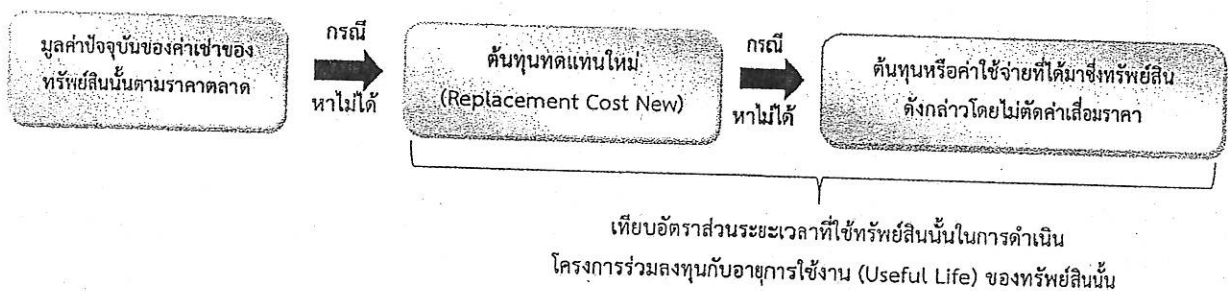 มูลค่าปัจจุบันของค่าเช่าของ
ทรัพย์สินนั้นตามราคาตลาด
กรณี
หาไม่ได้
ต้นทุนทดแทนใหม่
(Replacement Cost New)
กรณี
หาไม่ได้
ต้นทุนหรือค่าใช้จ่ายที่ได้มาซึ่งทรัพย์สิน
ดังกล่าวโดยไม่ตัดค่าเสื่อมราคา
เทียบอัตราส่วนระยะเวลาที่ใช้ทรัพย์สินนั้นในการดำเนิน
โครงการร่วมลงทุนกับอายุการใช้งาน (Useful Life) ของทรัพย์สินนั้น